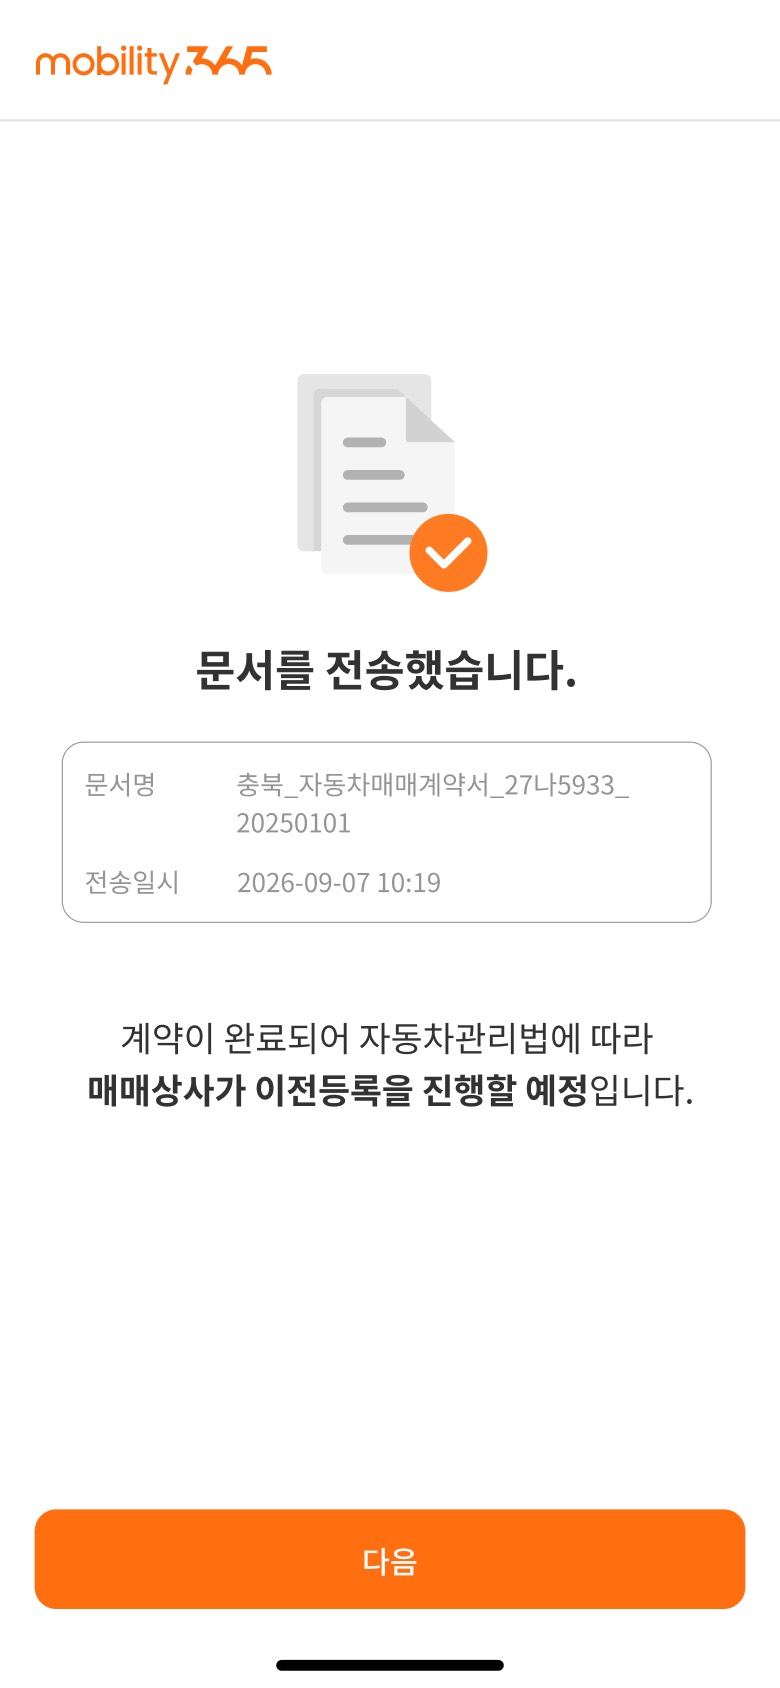 mobility 365
문서를 전송했습니다.
문서명 충북_자동차매매계약서_27나5933_
20250101
전송일시 2026-09-07 10:19
계약이 완료되어 자동차관리법에 따라
매매상사가 이전등록을 진행할 예정입니다.
다음